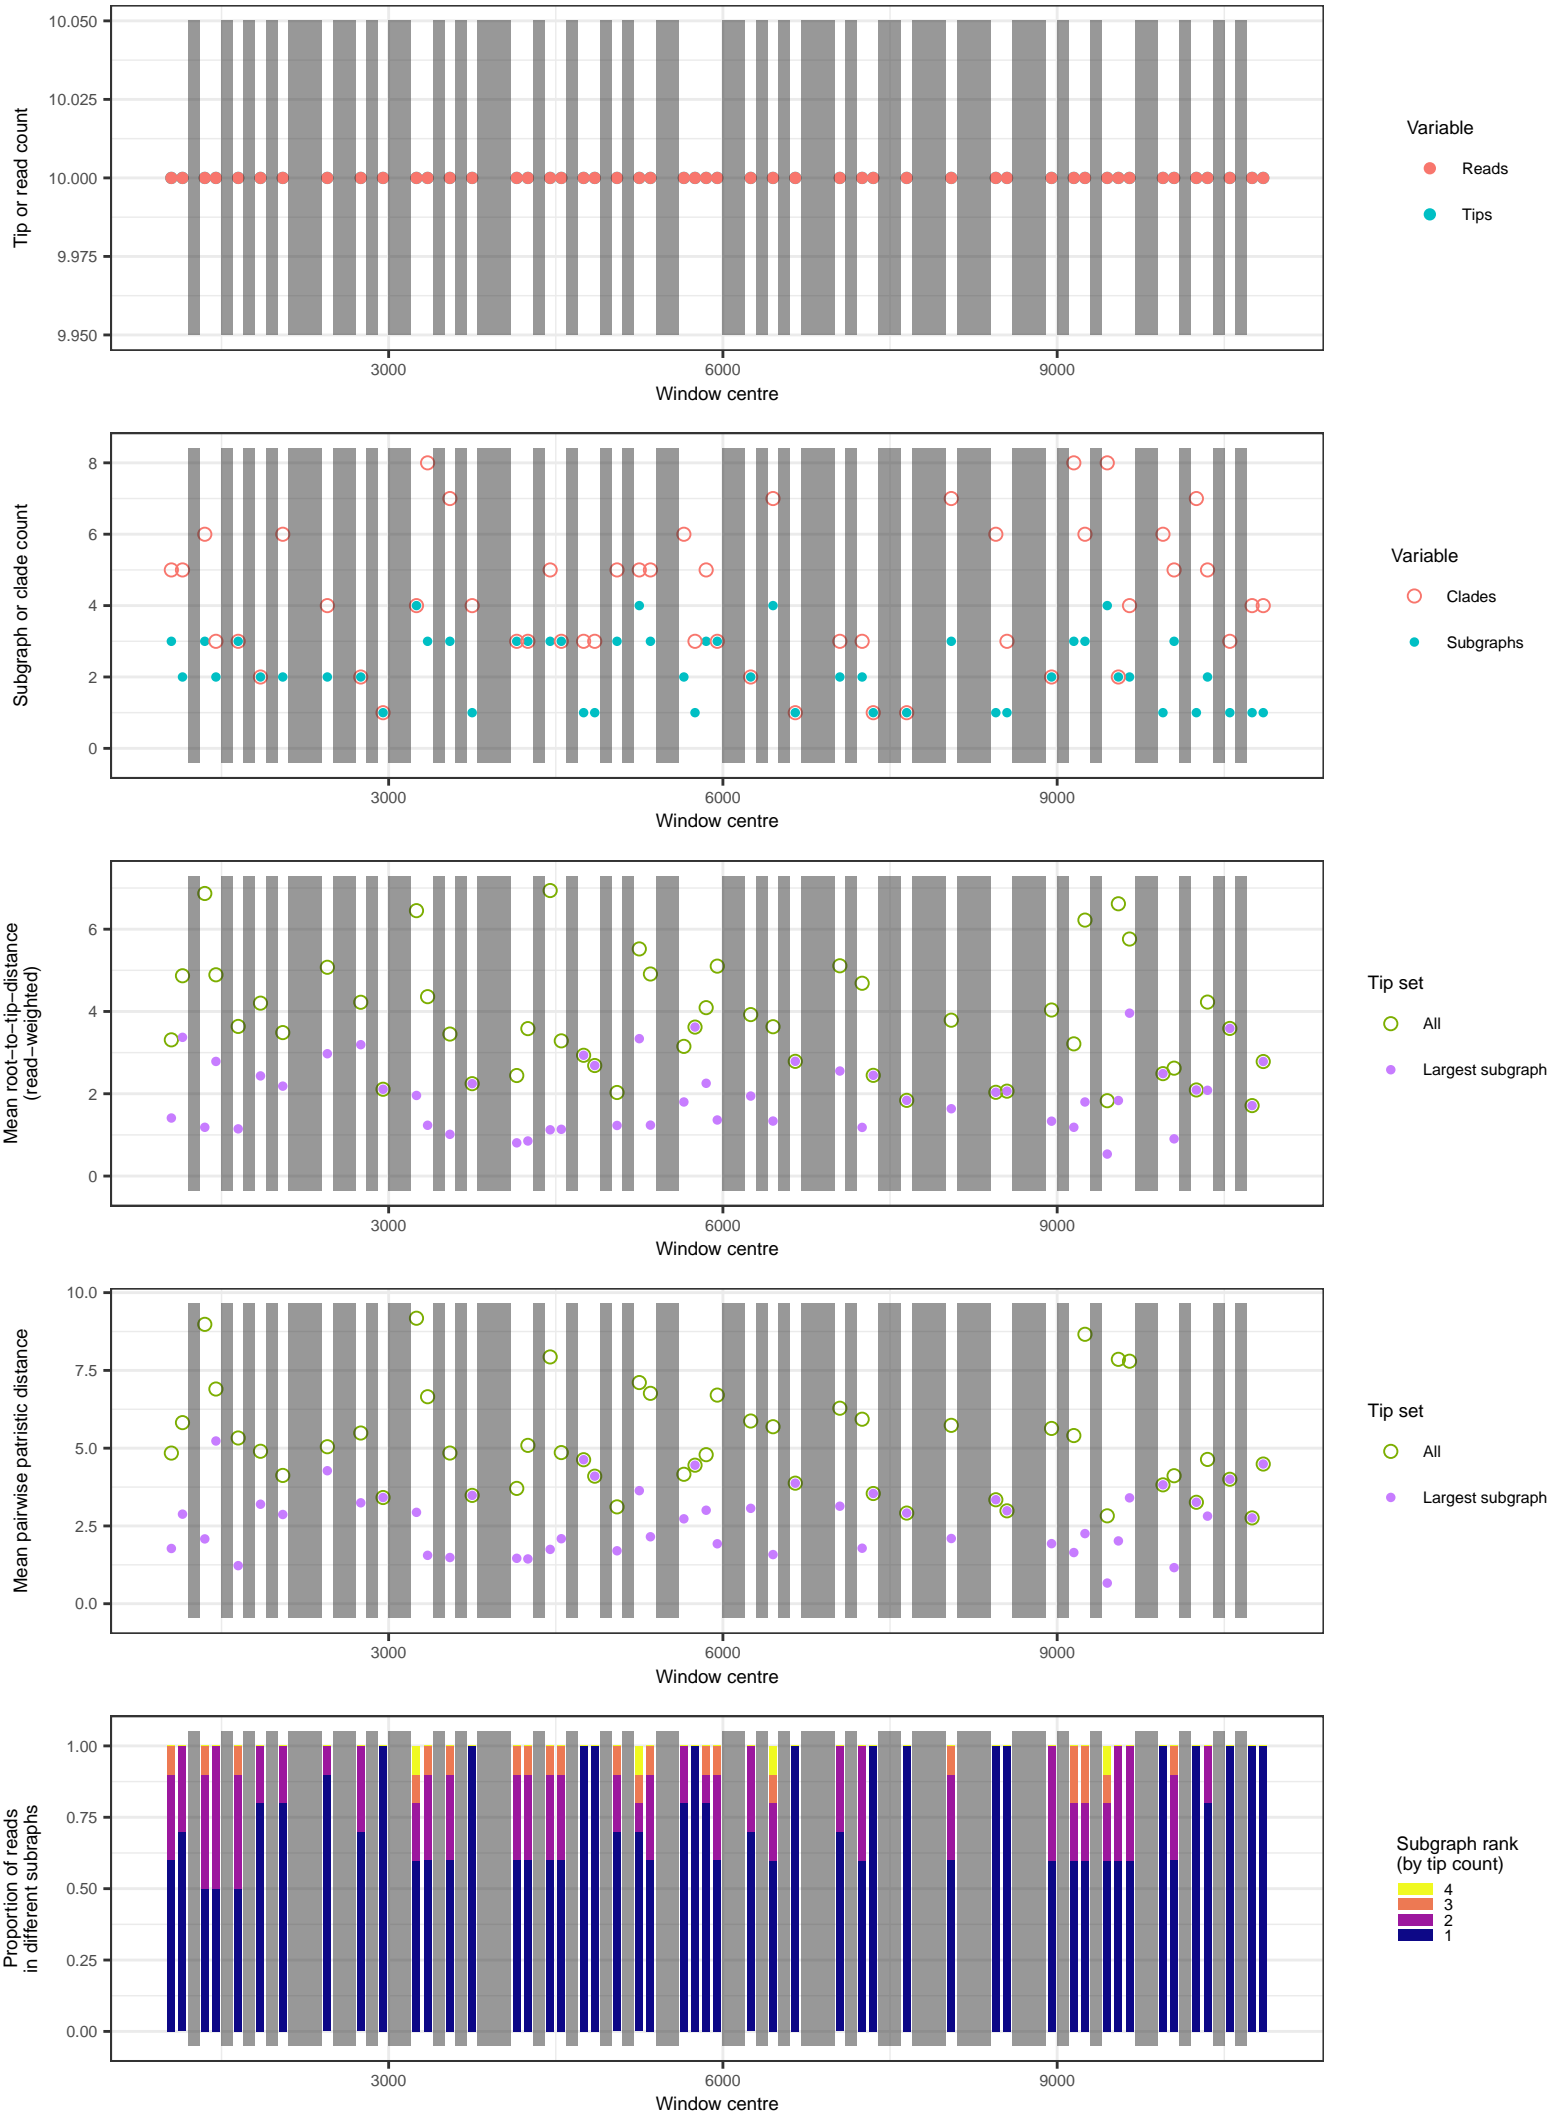 10.050
10.025
10.000
9.975
9.950
Tip or read count
3000
6000
9000
Window centre
Variable
Reads
Tips
8
6
4
2
0
Subgraph or clade count
3000
6000
9000
Window centre
Variable
Clades
Subgraphs
6
4
2
0
Mean root−to−tip−distance
(read−weighted)
3000
6000
9000
Window centre
Tip set
All
Largest subgraph
10.0
7.5
5.0
2.5
0.0
Mean pairwise patristic distance
3000
6000
9000
Window centre
Tip set
All
Largest subgraph
1.00
0.75
0.50
0.25
0.00
Proportion of reads
in different subraphs
3000
6000
9000
Window centre
Subgraph rank
(by tip count)
4
3
2
1